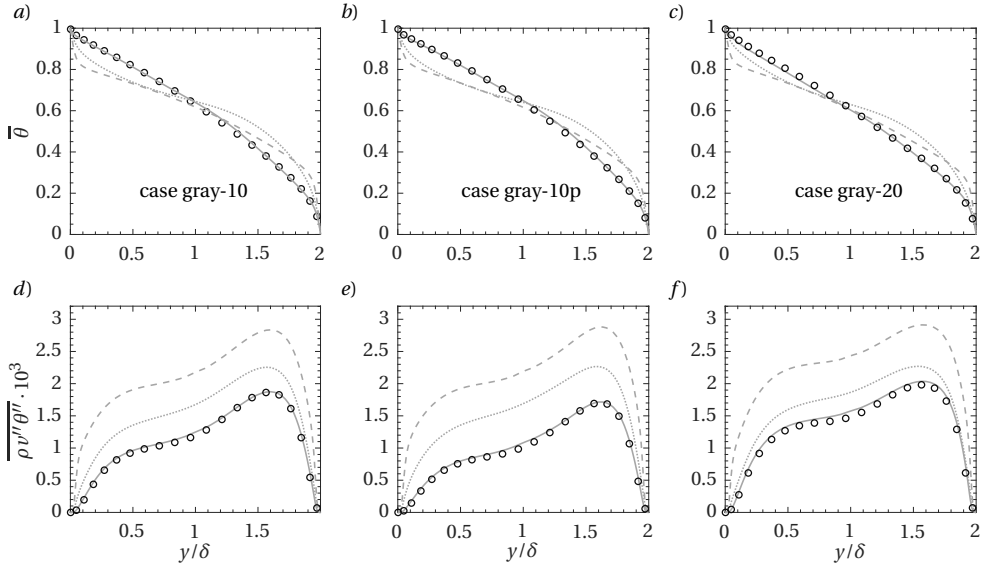 a) b) c)
1 1 1
0.8 0.8 0.8
0.6 0.6 0.6
θ̅
0.4 0.4 0.4
0.2 0.2 0.2
case gray-10 case gray-10p case gray-20
0 0 0
0 0.5 1 1.5 2 0 0.5 1 1.5 2 0 0.5 1 1.5 2
d) e) f)
3 3 3
2.5 2.5 2.5
2 2 2
1.5 1.5 1.5
ρv''θ''·10³
1 1 1
0.5 0.5 0.5
0 0 0
0 0.5 1 1.5 2 0 0.5 1 1.5 2 0 0.5 1 1.5 2
y/δ y/δ y/δ